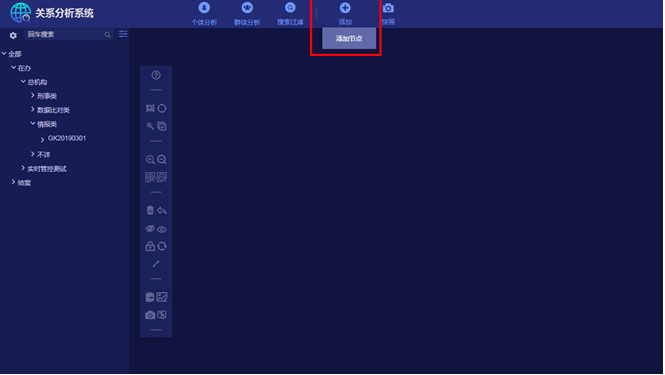 关系分析系统
个体分析
群体分析
搜索过滤
添加
快照
添加节点
回车搜索
全部
在办
总机构
刑事类
数据比对类
情报类
GK20190301
不详
实时管控测试
结案